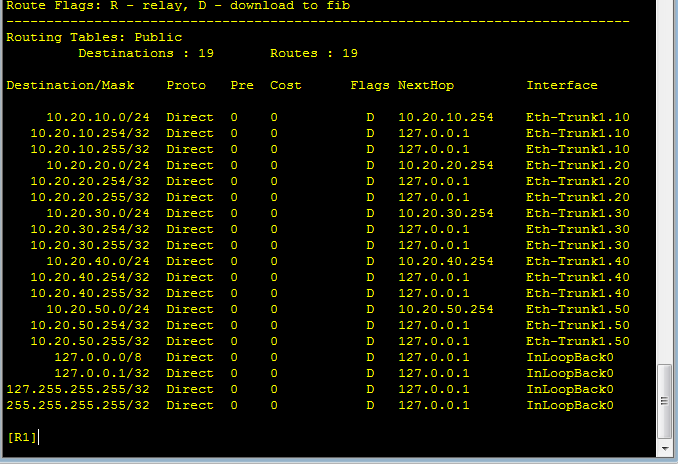 Route Flags: R - relay, D - download to fib
------------------------------------------------------------------------------
Routing Tables: Public
         Destinations : 19       Routes : 19

Destination/Mask    Proto  Pre  Cost      Flags NextHop         Interface

     10.20.10.0/24  Direct  0    0           D   10.20.10.254    Eth-Trunk1.10
   10.20.10.254/32  Direct  0    0           D   127.0.0.1       Eth-Trunk1.10
   10.20.10.255/32  Direct  0    0           D   127.0.0.1       Eth-Trunk1.10
     10.20.20.0/24  Direct  0    0           D   10.20.20.254    Eth-Trunk1.20
   10.20.20.254/32  Direct  0    0           D   127.0.0.1       Eth-Trunk1.20
   10.20.20.255/32  Direct  0    0           D   127.0.0.1       Eth-Trunk1.20
     10.20.30.0/24  Direct  0    0           D   10.20.30.254    Eth-Trunk1.30
   10.20.30.254/32  Direct  0    0           D   127.0.0.1       Eth-Trunk1.30
   10.20.30.255/32  Direct  0    0           D   127.0.0.1       Eth-Trunk1.30
     10.20.40.0/24  Direct  0    0           D   10.20.40.254    Eth-Trunk1.40
   10.20.40.254/32  Direct  0    0           D   127.0.0.1       Eth-Trunk1.40
   10.20.40.255/32  Direct  0    0           D   127.0.0.1       Eth-Trunk1.40
     10.20.50.0/24  Direct  0    0           D   10.20.50.254    Eth-Trunk1.50
   10.20.50.254/32  Direct  0    0           D   127.0.0.1       Eth-Trunk1.50
   10.20.50.255/32  Direct  0    0           D   127.0.0.1       Eth-Trunk1.50
      127.0.0.0/8   Direct  0    0           D   127.0.0.1       InLoopBack0
      127.0.0.1/32  Direct  0    0           D   127.0.0.1       InLoopBack0
127.255.255.255/32  Direct  0    0           D   127.0.0.1       InLoopBack0
255.255.255.255/32  Direct  0    0           D   127.0.0.1       InLoopBack0

[R1]